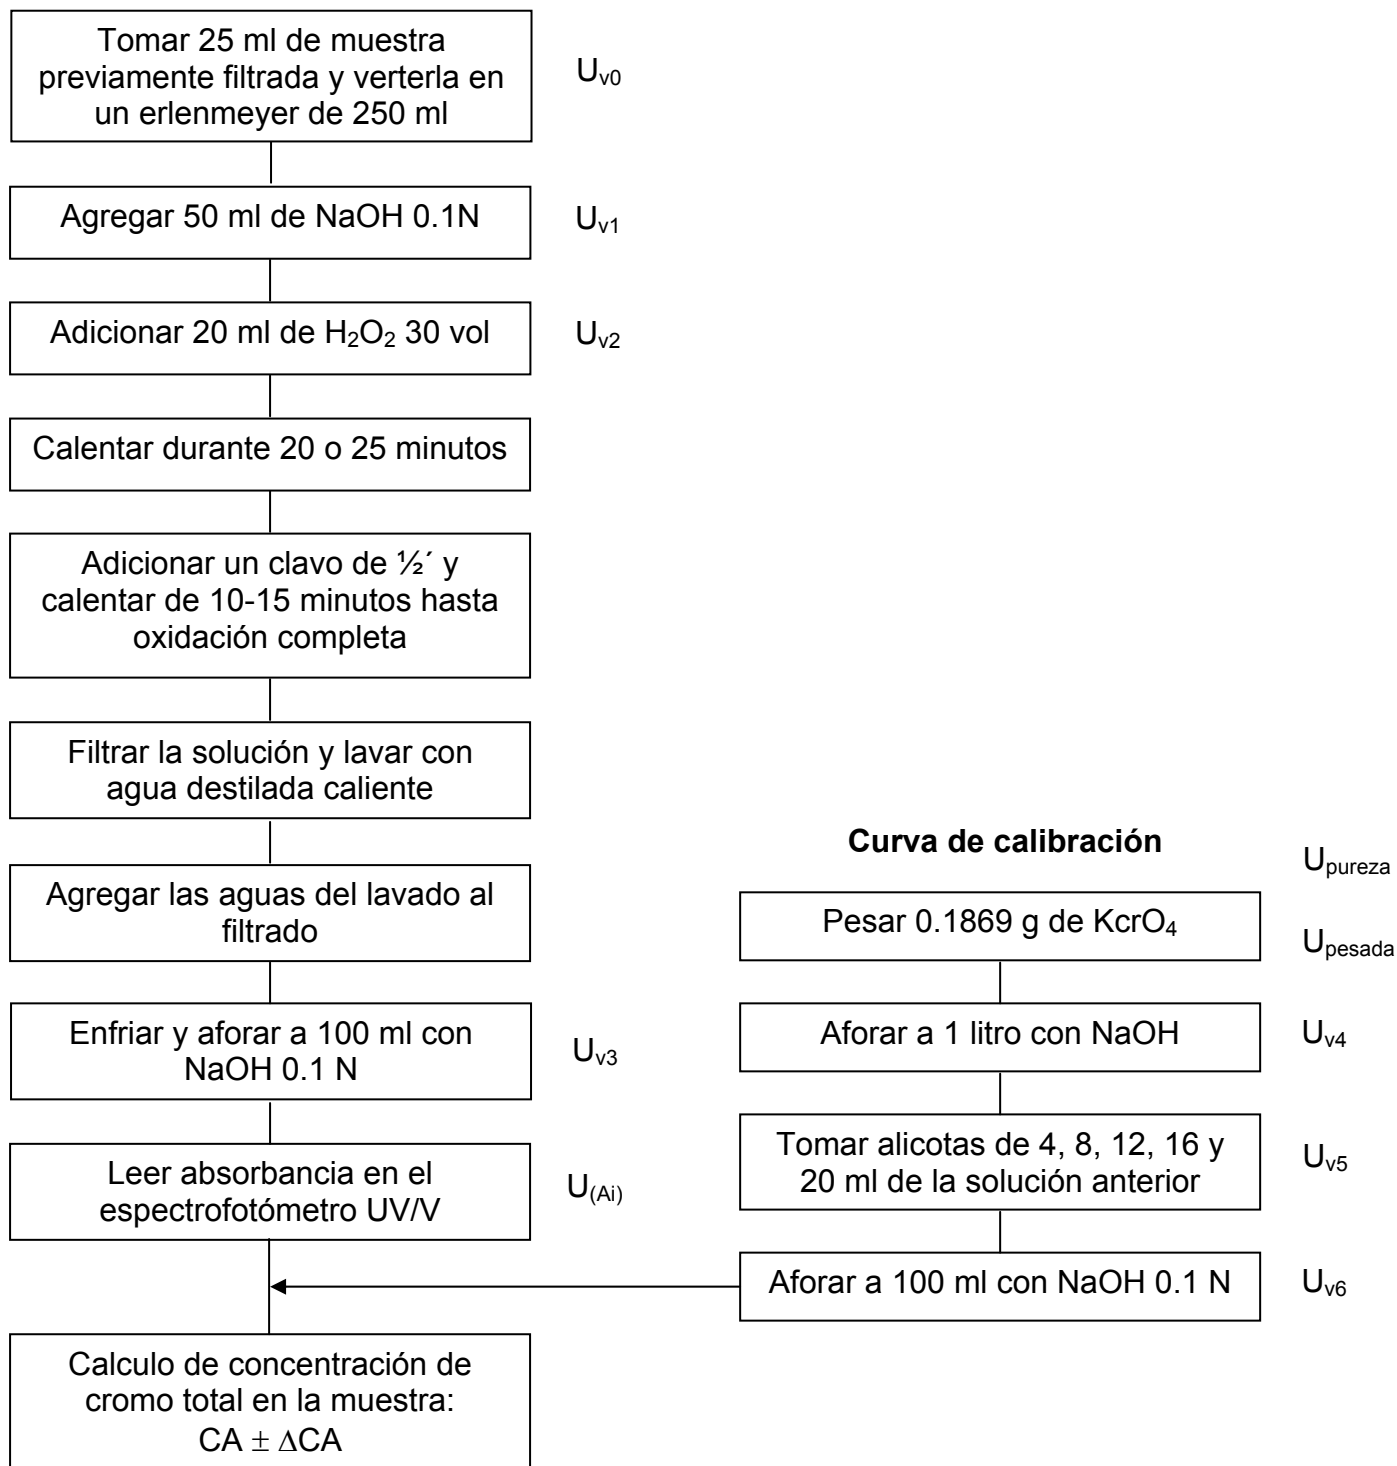 Tomar 25 ml de muestra
previamente filtrada y verterla en
un erlenmeyer de 250 ml
Uv0
Agregar 50 ml de NaOH 0.1N
Uv1
Adicionar 20 ml de H2O2 30 vol
Uv2
Calentar durante 20 o 25 minutos
Adicionar un clavo de ½´ y
calentar de 10-15 minutos hasta
oxidación completa
Filtrar la solución y lavar con
agua destilada caliente
Agregar las aguas del lavado al
filtrado
Enfriar y aforar a 100 ml con
NaOH 0.1 N
Uv3
Leer absorbancia en el
espectrofotómetro UV/V
U(Ai)
Curva de calibración
Upureza
Pesar 0.1869 g de KcrO4
Upesada
Aforar a 1 litro con NaOH
Uv4
Tomar alicotas de 4, 8, 12, 16 y
20 ml de la solución anterior
Uv5
Aforar a 100 ml con NaOH 0.1 N
Uv6
Calculo de concentración de
cromo total en la muestra:
CA ± ∆CA